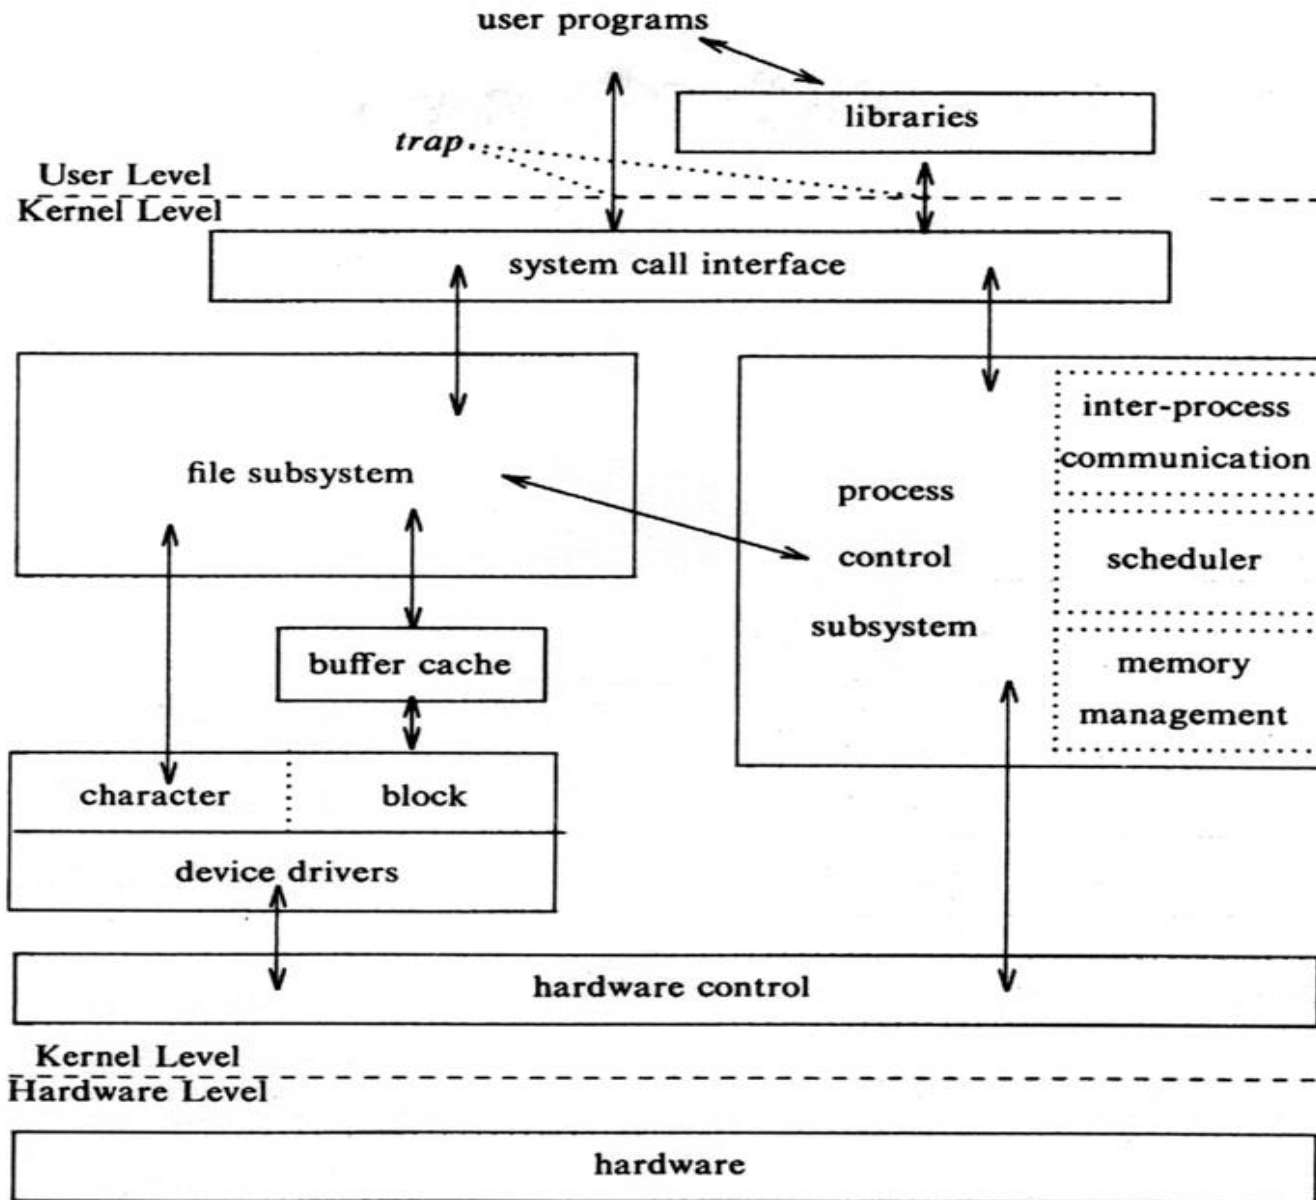 user programs
libraries
trap
User Level
Kernel Level
system call interface
file subsystem
inter-process
communication
process
control
subsystem
scheduler
memory
management
buffer cache
character
block
device drivers
hardware control
Kernel Level
Hardware Level
hardware